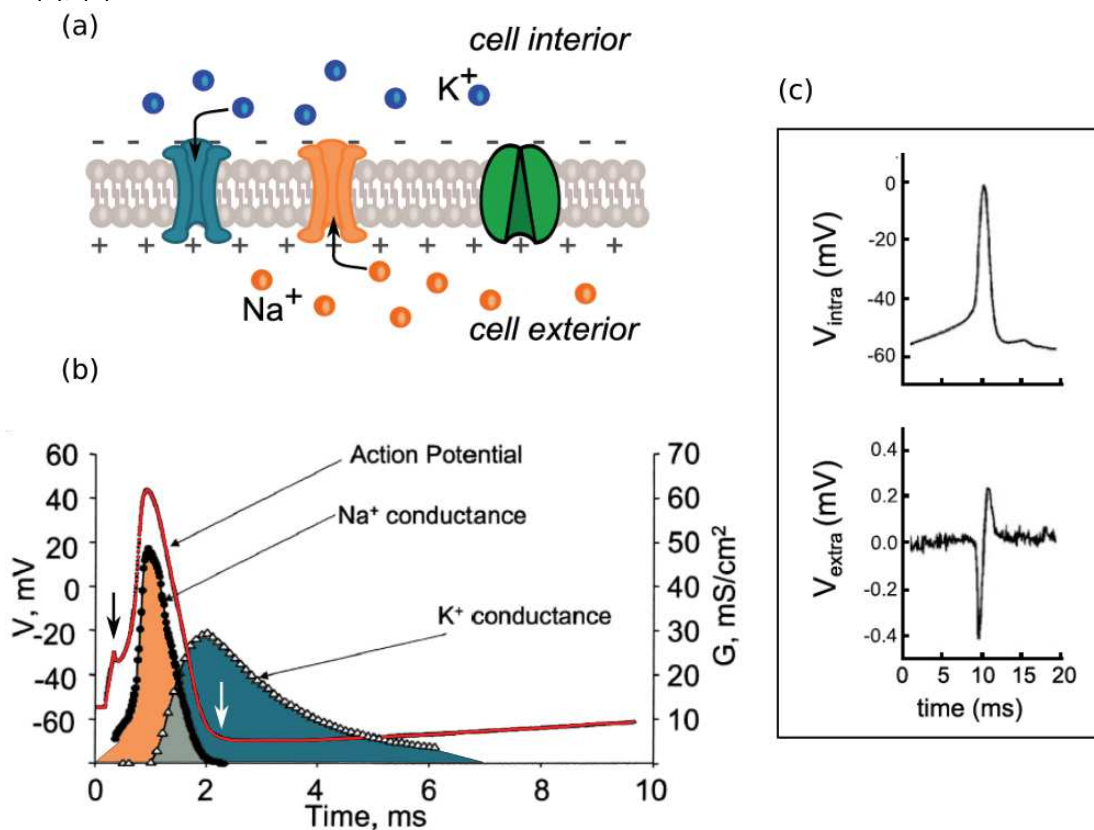 (a)
cell interior
K+
- - - - - - - - - - -
+ + + + + + + + + + + +
Na+
cell exterior
(b)
60
40
20
0
-20
-40
-60
V, mV
Action Potential
Na+ conductance
K+ conductance
70
60
50
40
30
20
10
0
G, mS/cm2
0 2 4 6 8 10
Time, ms
(c)
0
-20
-40
-60
Vintra (mV)
0.4
0.2
0.0
-0.2
-0.4
Vextra (mV)
0 5 10 15 20
time (ms)